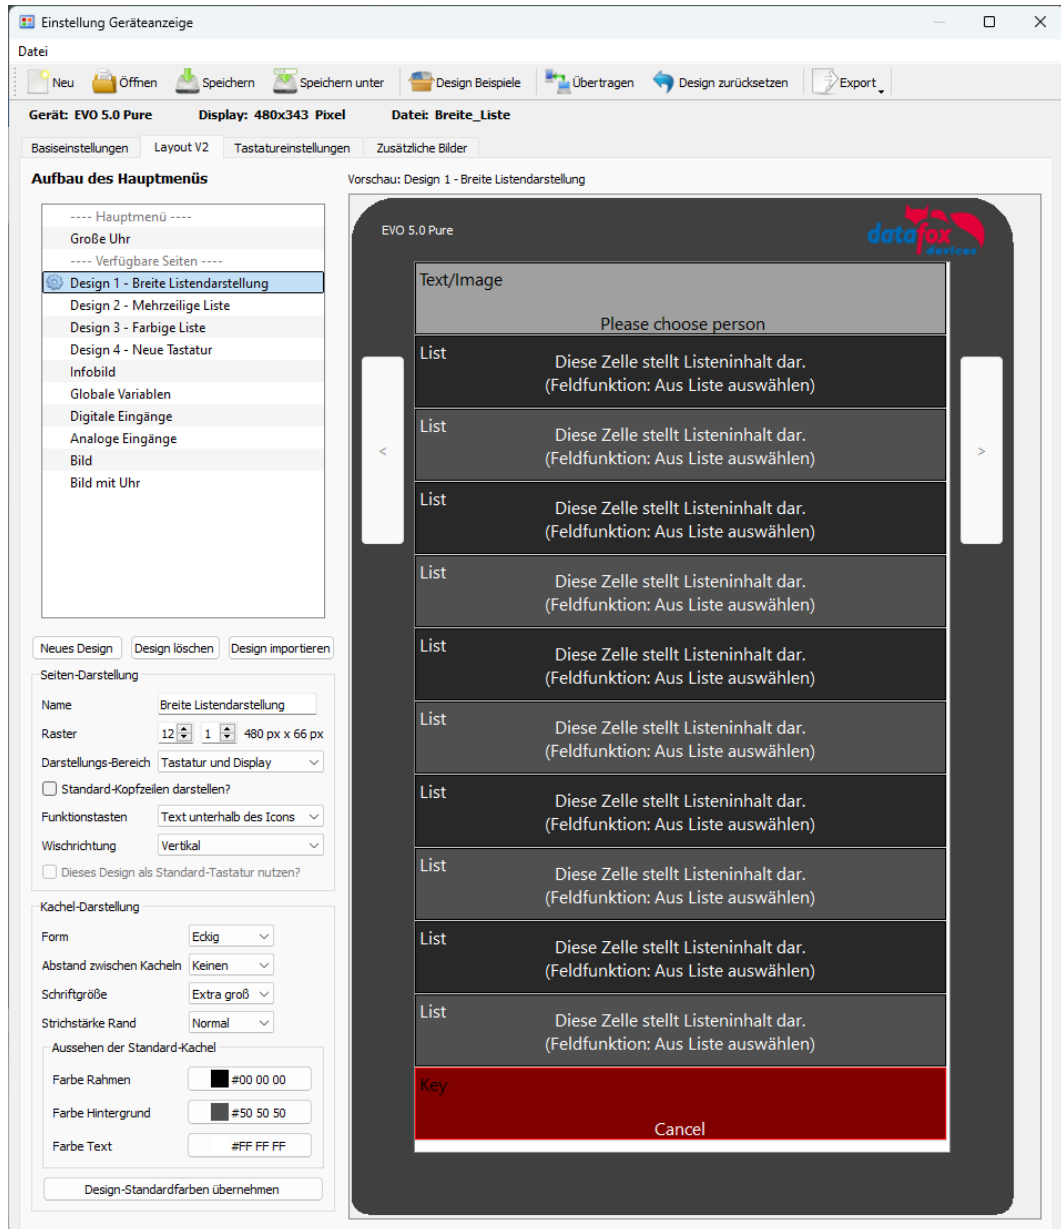 Einstellung Geräteanzeige
Datei
Neu Öffnen Speichern Speichern unter Design Beispiele Übertragen Design zurücksetzen Export
Gerät: EVO 5.0 Pure Display: 480x343 Pixel Datei: Breite_Liste
Basiseinstellungen Layout V2 Tastatureinstellungen Zusätzliche Bilder
Aufbau des Hauptmenüs
---- Hauptmenü ----
Große Uhr
---- Verfügbare Seiten ----
Design 1 - Breite Listendarstellung
Design 2 - Mehrzeilige Liste
Design 3 - Farbige Liste
Design 4 - Neue Tastatur
Infobild
Globale Variablen
Digitale Eingänge
Analoge Eingänge
Bild
Bild mit Uhr
Neues Design Design löschen Design importieren
Seiten-Darstellung
Name Breite Listendarstellung
Raster 12 1 480 px x 66 px
Darstellungs-Bereich Tastatur und Display
Standard-Kopfzeilen darstellen?
Funktionstasten Text unterhalb des Icons
Wischrichtung Vertikal
Dieses Design als Standard-Tastatur nutzen?
Kachel-Darstellung
Form Eckig
Abstand zwischen Kacheln Keinen
Schriftgröße Extra groß
Strichstärke Rand Normal
Aussehen der Standard-Kachel
Farbe Rahmen #00 00 00
Farbe Hintergrund #50 50 50
Farbe Text #FF FF FF
Design-Standardfarben übernehmen
Vorschau: Design 1 - Breite Listendarstellung
EVO 5.0 Pure
datafox
devices
Text/Image
Please choose person
List
Diese Zelle stellt Listeninhalt dar.
(Feldfunktion: Aus Liste auswählen)
List
Diese Zelle stellt Listeninhalt dar.
(Feldfunktion: Aus Liste auswählen)
<
>
List
Diese Zelle stellt Listeninhalt dar.
(Feldfunktion: Aus Liste auswählen)
List
Diese Zelle stellt Listeninhalt dar.
(Feldfunktion: Aus Liste auswählen)
List
Diese Zelle stellt Listeninhalt dar.
(Feldfunktion: Aus Liste auswählen)
List
Diese Zelle stellt Listeninhalt dar.
(Feldfunktion: Aus Liste auswählen)
List
Diese Zelle stellt Listeninhalt dar.
(Feldfunktion: Aus Liste auswählen)
List
Diese Zelle stellt Listeninhalt dar.
(Feldfunktion: Aus Liste auswählen)
List
Diese Zelle stellt Listeninhalt dar.
(Feldfunktion: Aus Liste auswählen)
List
Diese Zelle stellt Listeninhalt dar.
(Feldfunktion: Aus Liste auswählen)
Key
Cancel